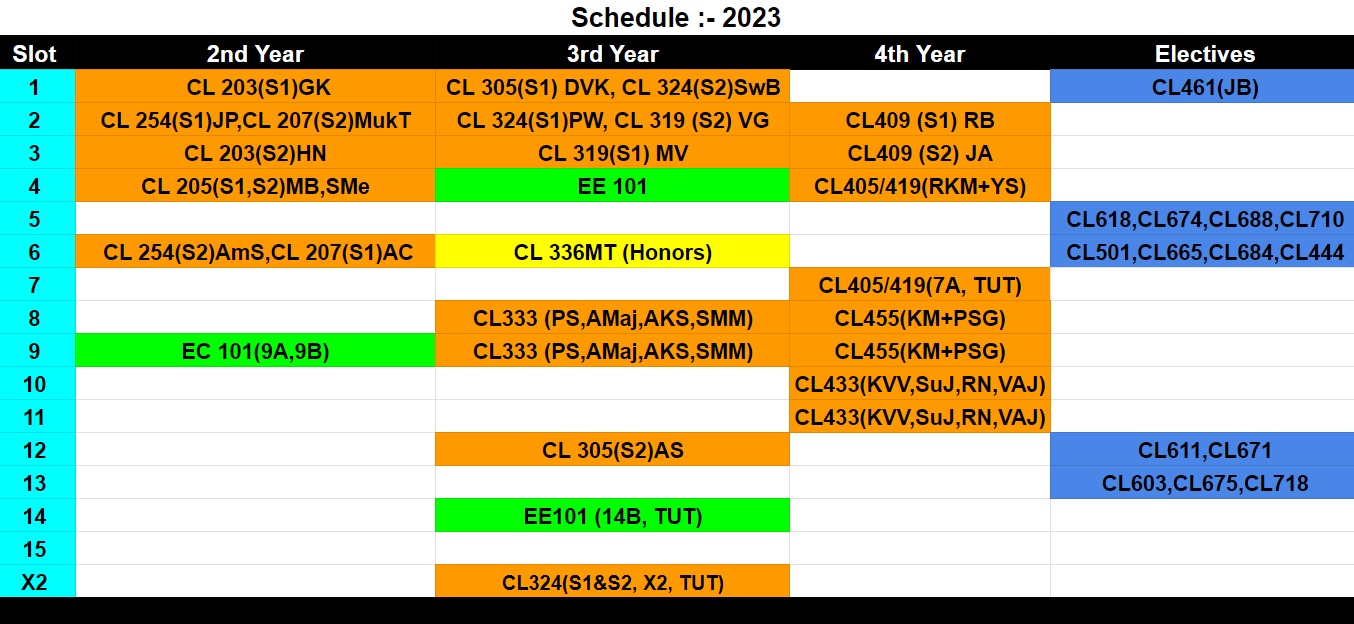 Schedule :- 2023
Slot 2nd Year 3rd Year 4th Year Electives
1 CL 203(S1)GK CL 305(S1) DVK, CL 324(S2)SwB CL461(JB)
2 CL 254(S1)JP,CL 207(S2)MukT CL 324(S1)PW, CL 319 (S2) VG CL409 (S1) RB
3 CL 203(S2)HN CL 319(S1) MV CL409 (S2) JA
4 CL 205(S1,S2)MB,SMe EE 101 CL405/419(RKM+YS)
5 CL618,CL674,CL688,CL710
6 CL 254(S2)AmS,CL 207(S1)AC CL 336MT (Honors) CL501,CL665,CL684,CL444
7 CL405/419(7A, TUT)
8 CL333 (PS,AMaj,AKS,SMM) CL455(KM+PSG)
9 EC 101(9A,9B) CL333 (PS,AMaj,AKS,SMM) CL455(KM+PSG)
10 CL433(KVV,SuJ,RN,VAJ)
11 CL433(KVV,SuJ,RN,VAJ)
12 CL 305(S2)AS CL611,CL671
13 CL603,CL675,CL718
14 EE101 (14B, TUT)
15
X2 CL324(S1&S2, X2, TUT)